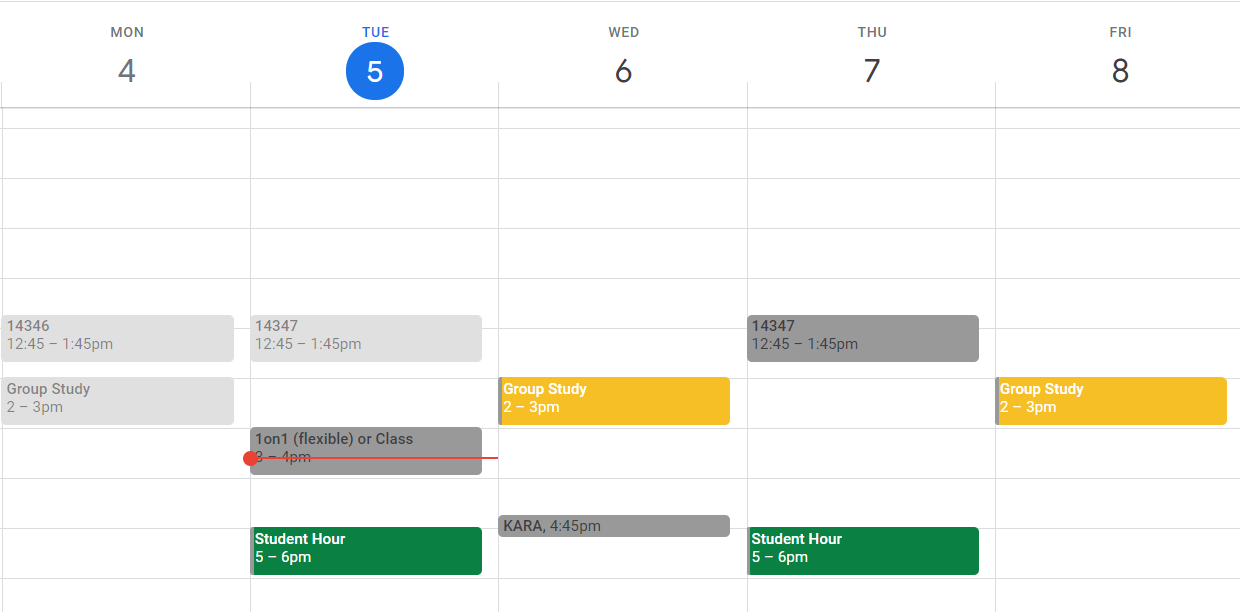 MON
TUE
WED
THU
FRI
4
5
6
7
8
14346
12:45 – 1:45pm
14347
12:45 – 1:45pm
14347
12:45 – 1:45pm
Group Study
2 – 3pm
Group Study
2 – 3pm
Group Study
2 – 3pm
1on1 (flexible) or Class
3 – 4pm
KARA, 4:45pm
Student Hour
5 – 6pm
Student Hour
5 – 6pm